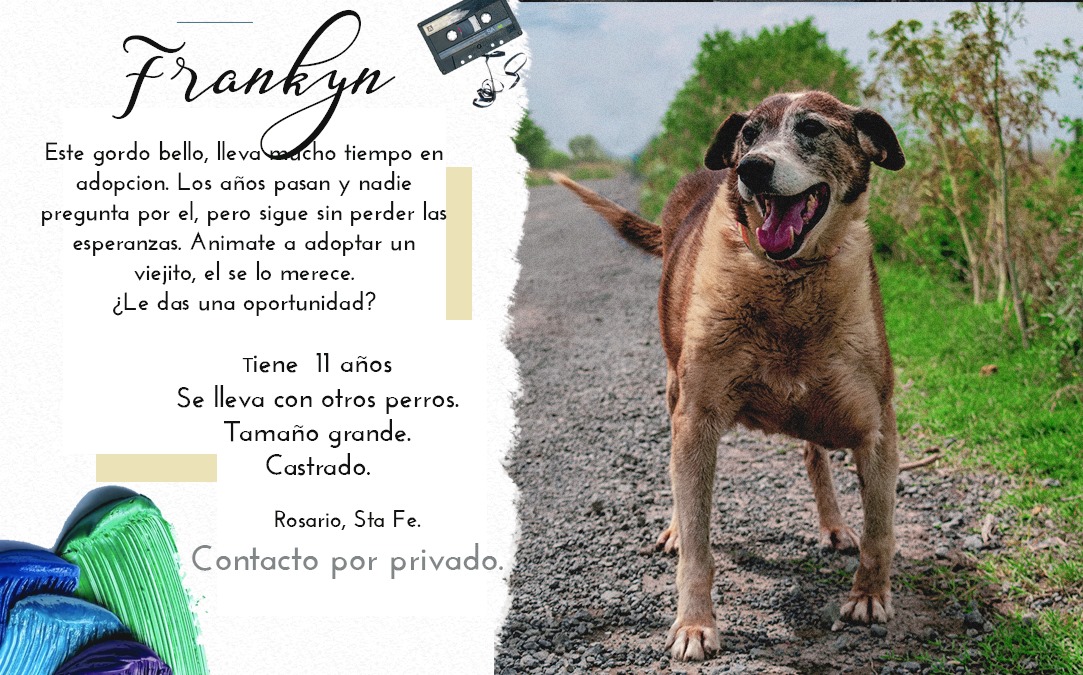 Frankyn
Este gordo bello, lleva mucho tiempo en
adopcion. Los años pasan y nadie
pregunta por el, pero sigue sin perder las
esperanzas. Animate a adoptar un
viejito, el se lo merece.
¿Le das una oportunidad?
Tiene 11 años
Se lleva con otros perros.
Tamaño grande.
Castrado.
Rosario, Sta Fe.
Contacto por privado.